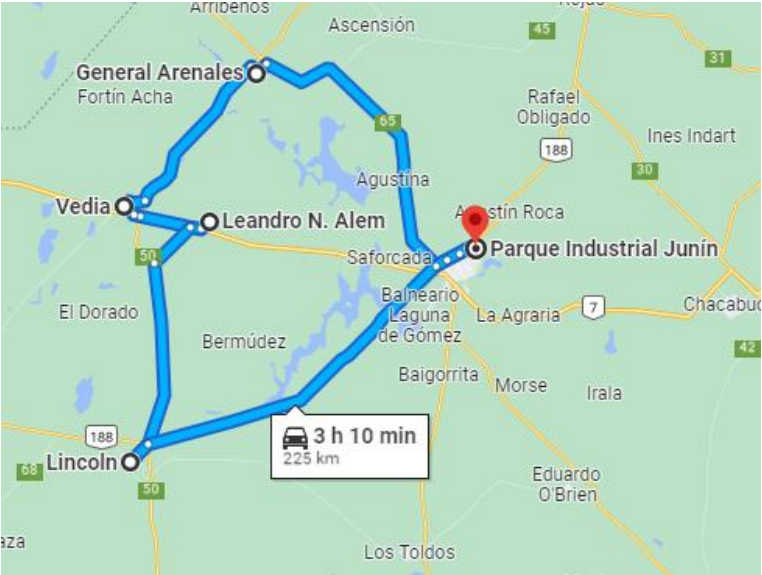 Arribeños
Ascensión
45
31
General Arenales
Fortín Acha
Rafael
Obligado
65
Ines Indart
188
30
Agustina
Vedia
Agustín Roca
Leandro N. Alem
Parque Industrial Junín
50
Saforcada
El Dorado
Balneario
Laguna
de Gómez
La Agraria
7
Chacabuc
Bermúdez
42
Baigorrita
Morse
Irala
188
3 h 10 min
225 km
68
Lincoln
50
Eduardo
O'Brien
aza
Los Toldos